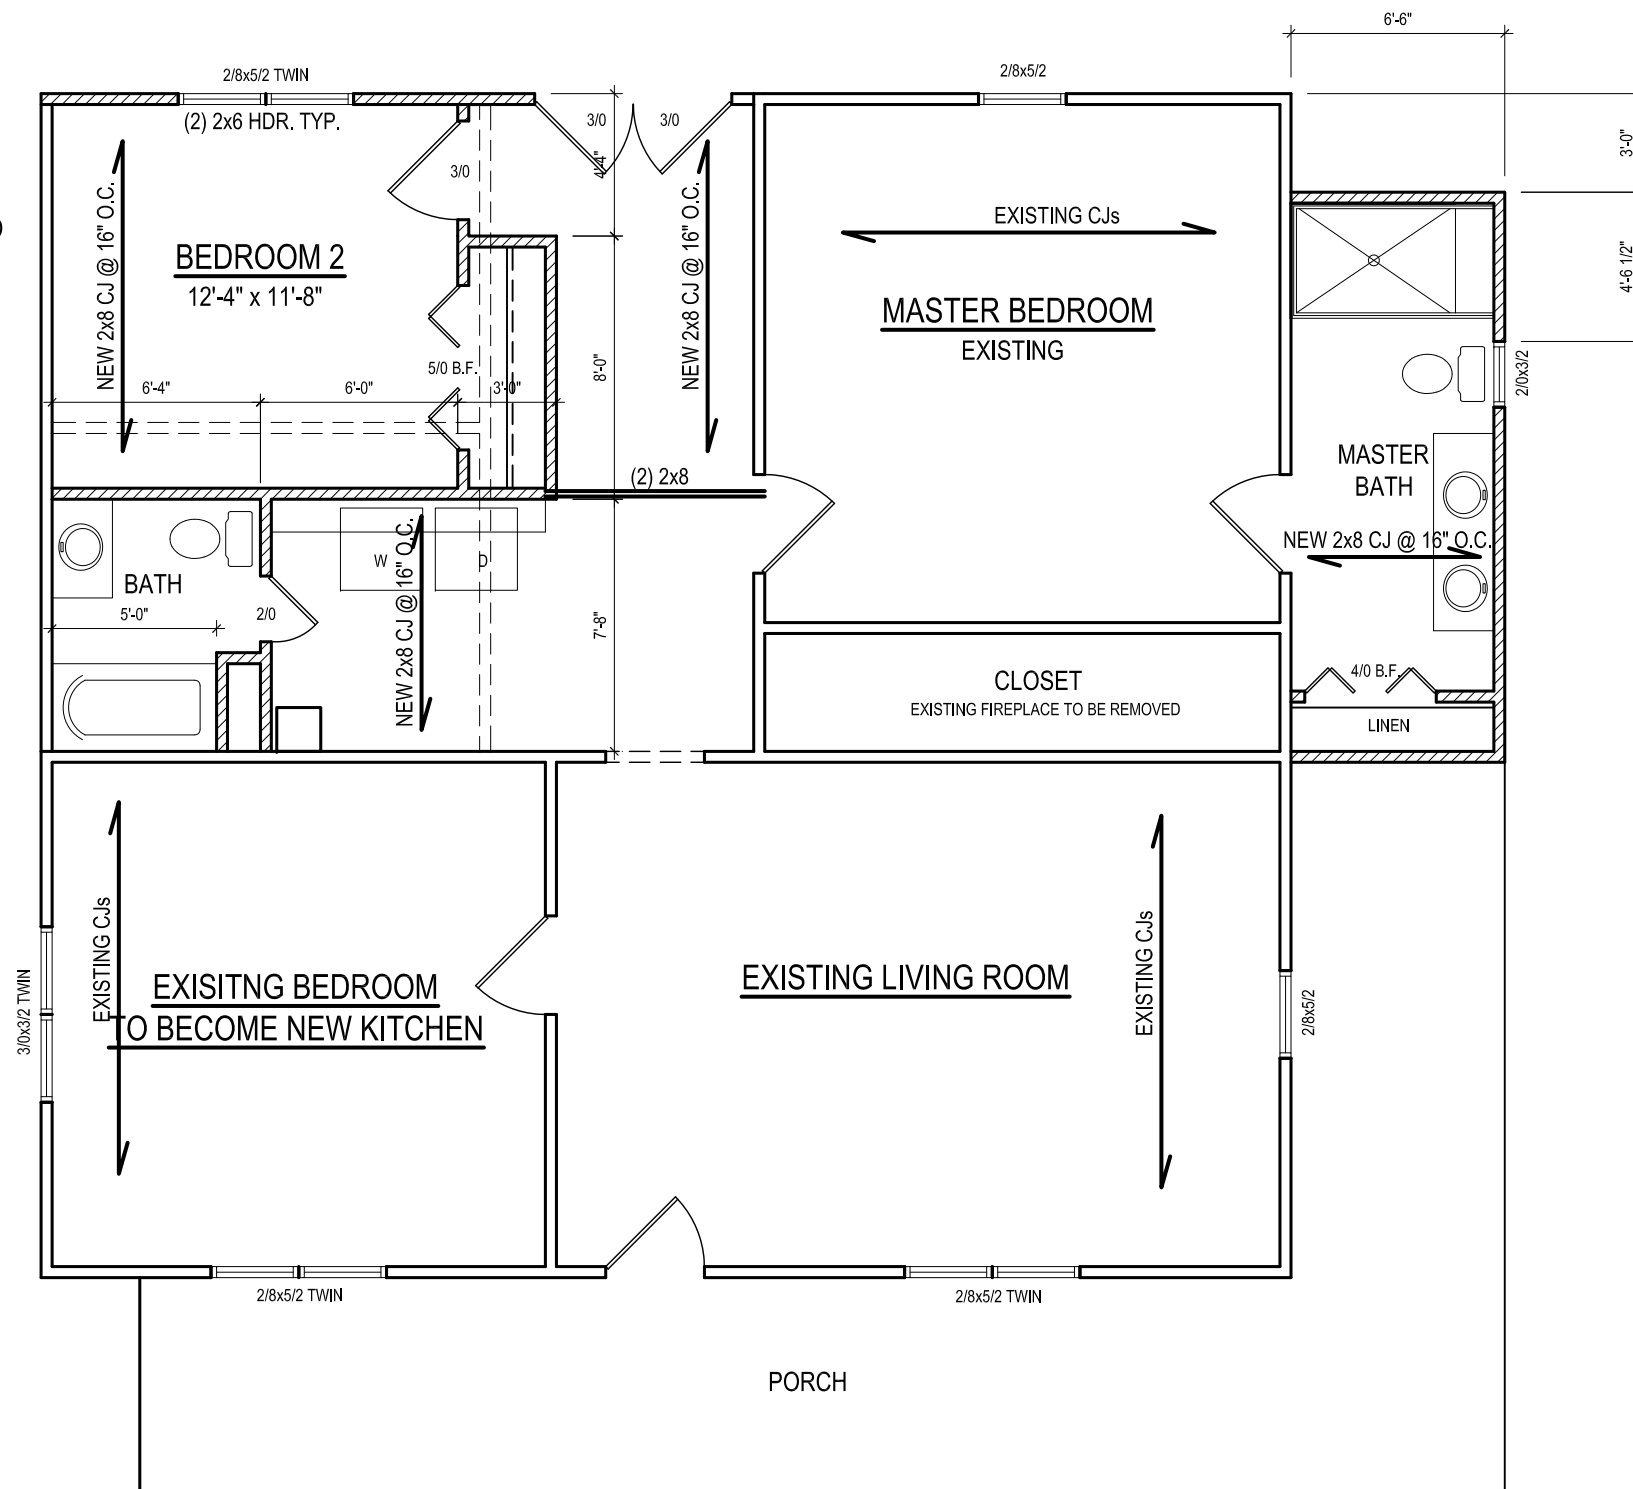 6'-6"
2/8x5/2 TWIN
2/8x5/2
(2) 2x6 HDR. TYP.
3/0
3/0
4'-4"
3'-0"
3/0
NEW 2x8 CJ @ 16" O.C.
NEW 2x8 CJ @ 16" O.C.
EXISTING CJs
BEDROOM 2
12'-4" x 11'-8"
4'-6 1/2"
MASTER BEDROOM
EXISTING
5/0 B.F.
8'-0"
2/0x3/2
6'-4"
6'-0"
3'-0"
(2) 2x8
MASTER
BATH
NEW 2x8 CJ @ 16" O.C.
W
D
NEW 2x8 CJ @ 16" O.C.
BATH
5'-0"
2/0
7'-8"
CLOSET
EXISTING FIREPLACE TO BE REMOVED
4/0 B.F.
LINEN
EXISTING CJs
EXISTING CJs
EXISITNG BEDROOM
TO BECOME NEW KITCHEN
EXISTING LIVING ROOM
3/0x3/2 TWIN
2/8x5/2
2/8x5/2 TWIN
2/8x5/2 TWIN
PORCH